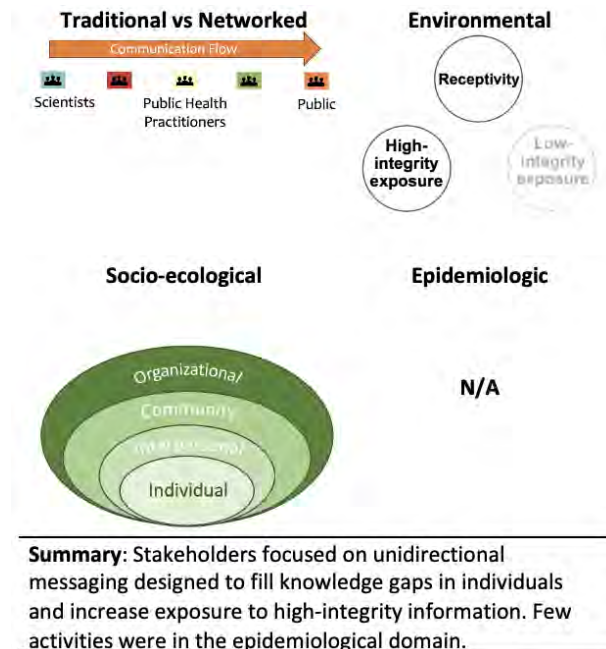 Traditional vs Networked
Communication Flow
Scientists
Public Health
Practitioners
Public
Environmental
Receptivity
High-
integrity
exposure
Low-
integrity
exposure
Socio-ecological
Organizational
Community
Interpersonal
Individual
Epidemiologic
N/A
Summary: Stakeholders focused on unidirectional
messaging designed to fill knowledge gaps in individuals
and increase exposure to high-integrity information. Few
activities were in the epidemiological domain.